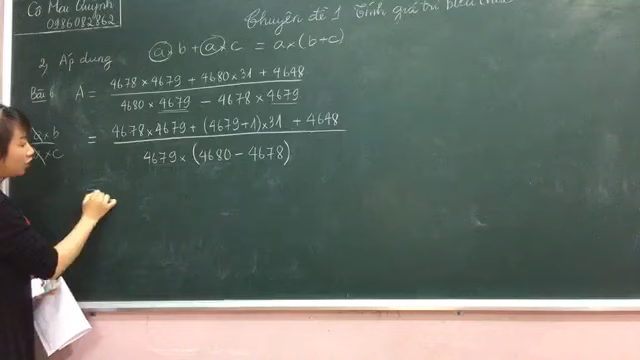 Cô Mai Quỳnh
0986082862
Chuyên đề 1 Tính giá trị biểu thức
2, Áp dụng a×b + a×c = a×(b+c)
Bài 6 A = (4678×4679 + 4680×31 + 4648) / (4680×4679 − 4678×4679)
a×b / a×c
= (4678×4679 + (4679+1)×31 + 4648) / (4679×(4680 − 4678))